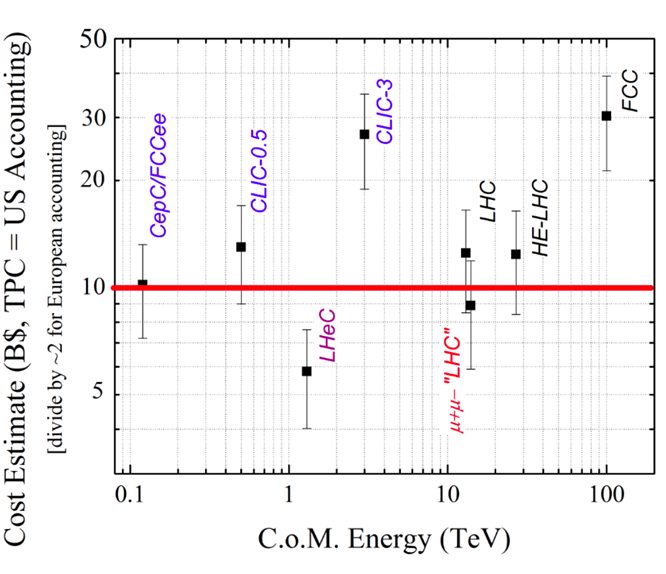 Cost Estimate (B$, TPC = US Accounting)
[divide by ~2 for European accounting]
50
30
20
10
5
CepC/FCCee
CLIC-0.5
LHeC
CLIC-3
μ+μ− "LHC"
LHC
HE-LHC
FCC
0.1
1
10
100
C.o.M. Energy (TeV)